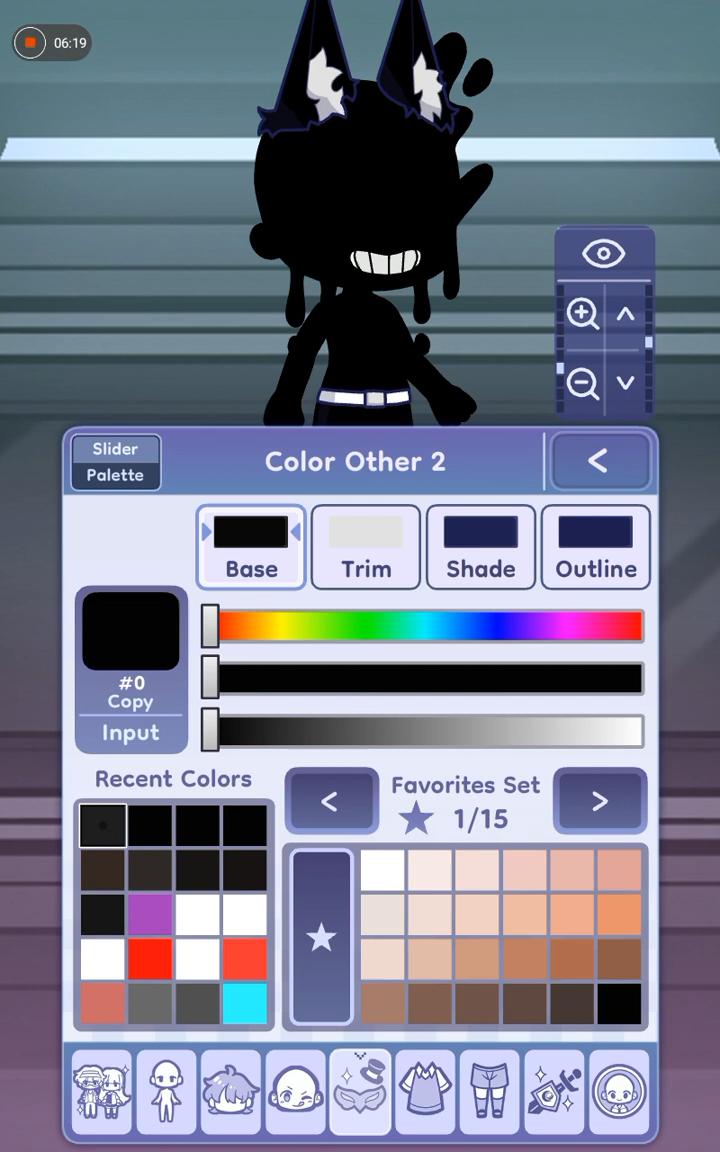 06:19
Slider
Palette
Color Other 2
<
Base
Trim
Shade
Outline
#0
Copy
Input
Recent Colors
<
Favorites Set
1/15
>